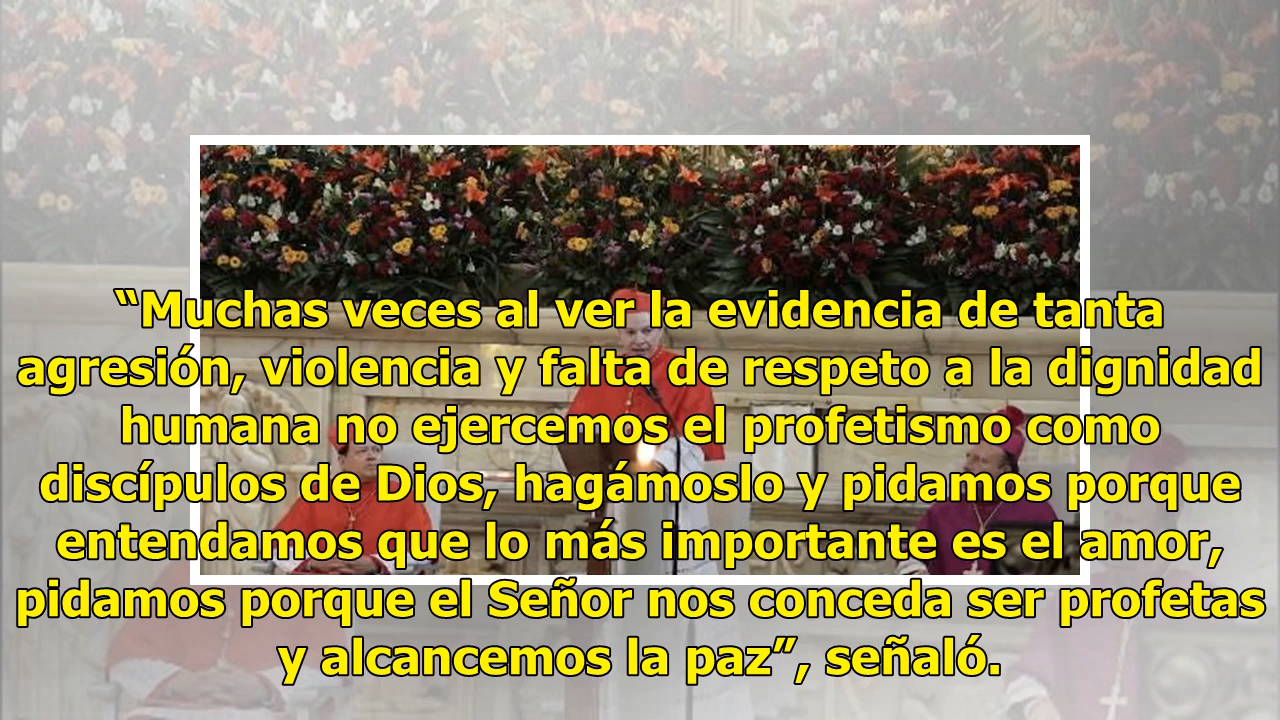 “Muchas veces al ver la evidencia de tanta
agresión, violencia y falta de respeto a la dignidad
humana no ejercemos el profetismo como
discípulos de Dios, hagámoslo y pidamos porque
entendamos que lo más importante es el amor,
pidamos porque el Señor nos conceda ser profetas
y alcancemos la paz”, señaló.